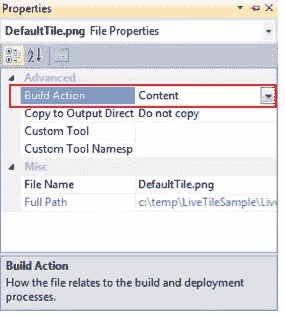 Properties
DefaultTile.png File Properties
Advanced
Build Action Content
Copy to Output Direct Do not copy
Custom Tool
Custom Tool Namesp
Misc
File Name DefaultTile.png
Full Path c:\temp\LiveTileSample\Live
Build Action
How the file relates to the build and deployment
processes.